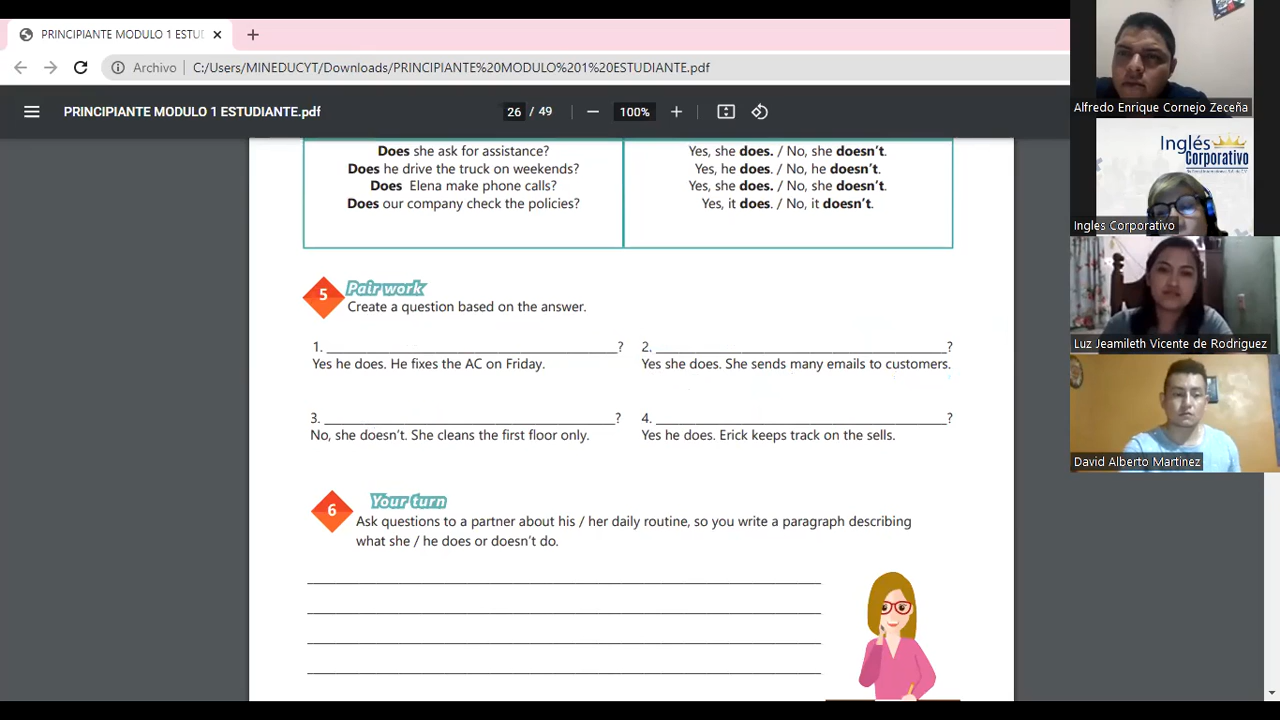 PRINCIPIANTE MODULO 1 ESTUD
Archivo
C:/Users/MINEDUCYT/Downloads/PRINCIPIANTE%20MODULO%201%20ESTUDIANTE.pdf
PRINCIPIANTE MODULO 1 ESTUDIANTE.pdf
26 / 49
100%
Does she ask for assistance?
Does he drive the truck on weekends?
Does Elena make phone calls?
Does our company check the policies?
Yes, she does. / No, she doesn't.
Yes, he does. / No, he doesn't.
Yes, she does. / No, she doesn't.
Yes, it does. / No, it doesn't.
5
Pair work
Create a question based on the answer.
1. ______________________________________?
Yes he does. He fixes the AC on Friday.
2. ______________________________________?
Yes she does. She sends many emails to customers.
3. ______________________________________?
No, she doesn't. She cleans the first floor only.
4. ______________________________________?
Yes he does. Erick keeps track on the sells.
6
Your turn
Ask questions to a partner about his / her daily routine, so you write a paragraph describing
what she / he does or doesn't do.
Alfredo Enrique Cornejo Zeceña
Inglés
Corporativo
Ingles Corporativo
Luz Jeamileth Vicente de Rodriguez
David Alberto Martinez